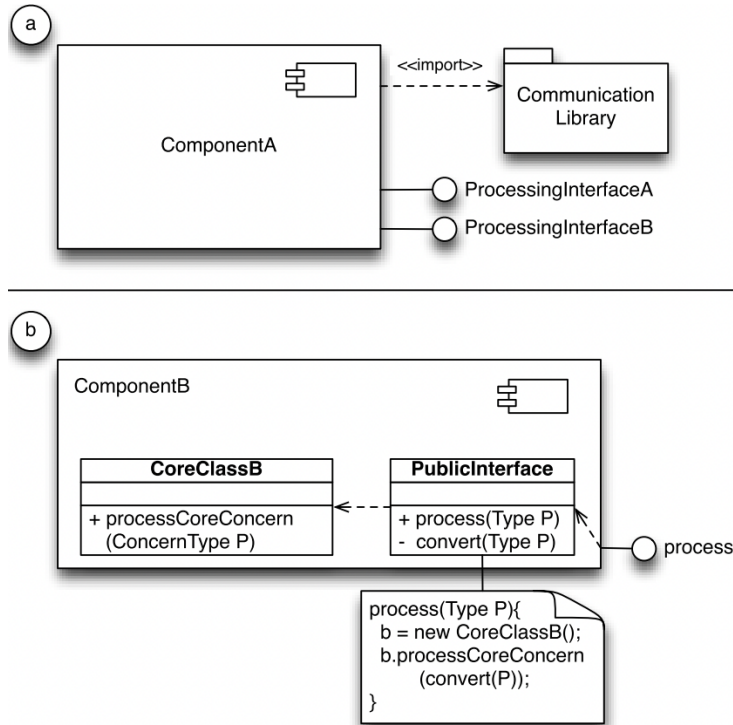 a
<<import>>
Communication
Library
ComponentA
ProcessingInterfaceA
ProcessingInterfaceB
b
ComponentB
CoreClassB
+ processCoreConcern
(ConcernType P)
PublicInterface
+ process(Type P)
- convert(Type P)
process
process(Type P){
b = new CoreClassB();
b.processCoreConcern
(convert(P));
}